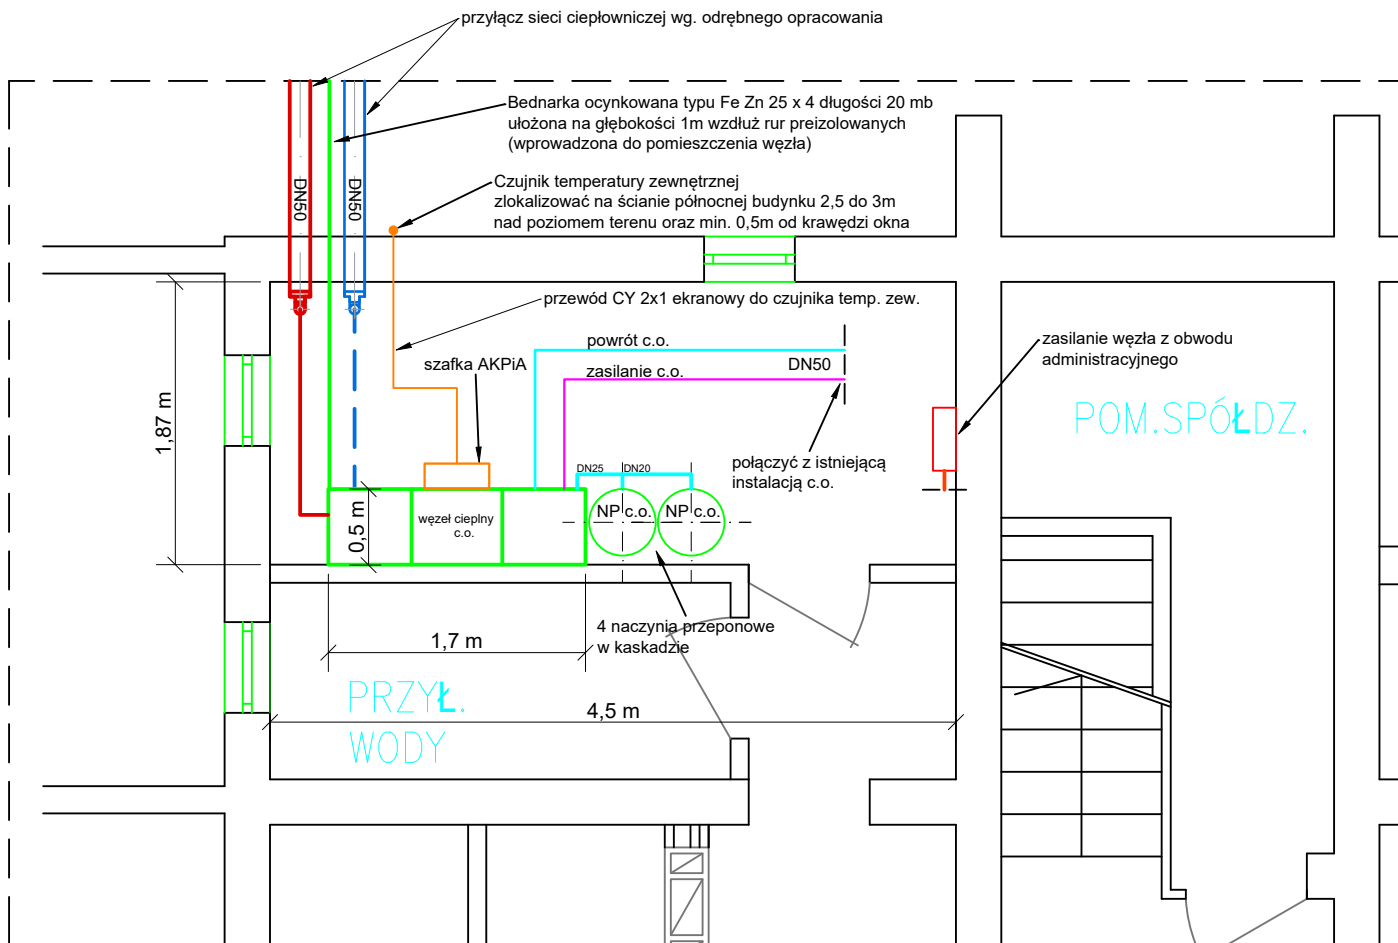 przyłącz sieci ciepłowniczej wg. odrębnego opracowania
Bednarka ocynkowana typu Fe Zn 25 x 4 długości 20 mb
ułożona na głębokości 1m wzdłuż rur preizolowanych
(wprowadzona do pomieszczenia węzła)
DN50
DN50
Czujnik temperatury zewnętrznej
zlokalizować na ścianie północnej budynku 2,5 do 3m
nad poziomem terenu oraz min. 0,5m od krawędzi okna
przewód CY 2x1 ekranowy do czujnika temp. zew.
powrót c.o.
szafka AKPiA
zasilanie c.o.
DN50
zasilanie węzła z obwodu
administracyjnego
1,87 m
POM.SPÓŁDZ.
połączyć z istniejącą
instalacją c.o.
DN25
DN20
0,5 m
węzeł cieplny
c.o.
NP c.o.
NP c.o.
4 naczynia przeponowe
w kaskadzie
1,7 m
PRZYŁ.
WODY
4,5 m